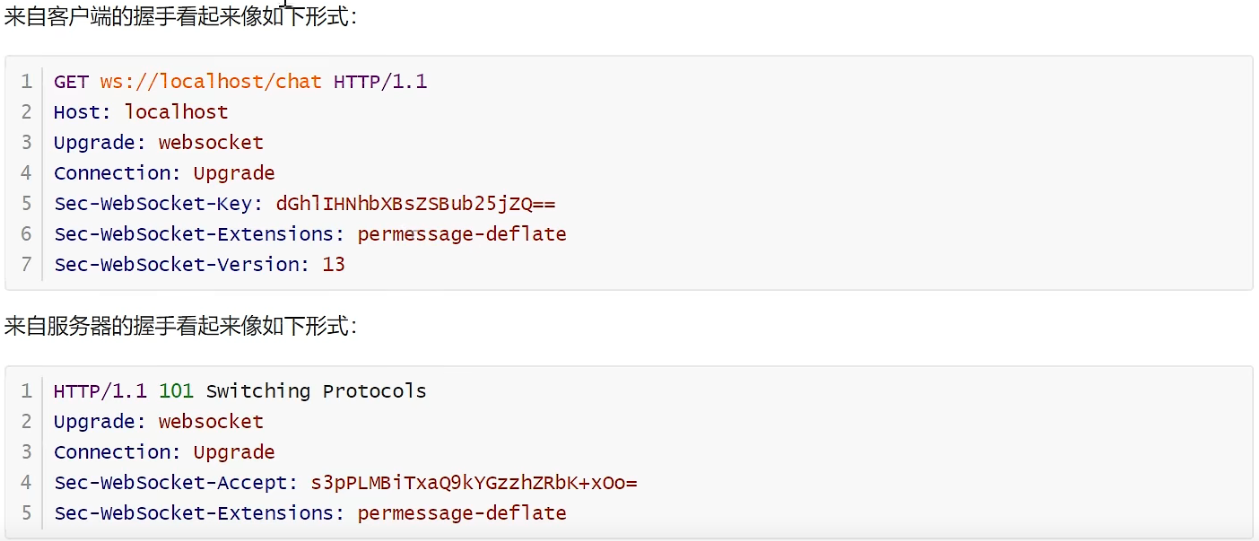 来自客户端的握手看起来像如下形式：
1 GET ws://localhost/chat HTTP/1.1
2 Host: localhost
3 Upgrade: websocket
4 Connection: Upgrade
5 Sec-WebSocket-Key: dGhlIHNhbXBsZSBub25jZQ==
6 Sec-WebSocket-Extensions: permessage-deflate
7 Sec-WebSocket-Version: 13
来自服务器的握手看起来像如下形式：
1 HTTP/1.1 101 Switching Protocols
2 Upgrade: websocket
3 Connection: Upgrade
4 Sec-WebSocket-Accept: s3pPLMBiTxaQ9kYGzzhZRbK+xOo=
5 Sec-WebSocket-Extensions: permessage-deflate